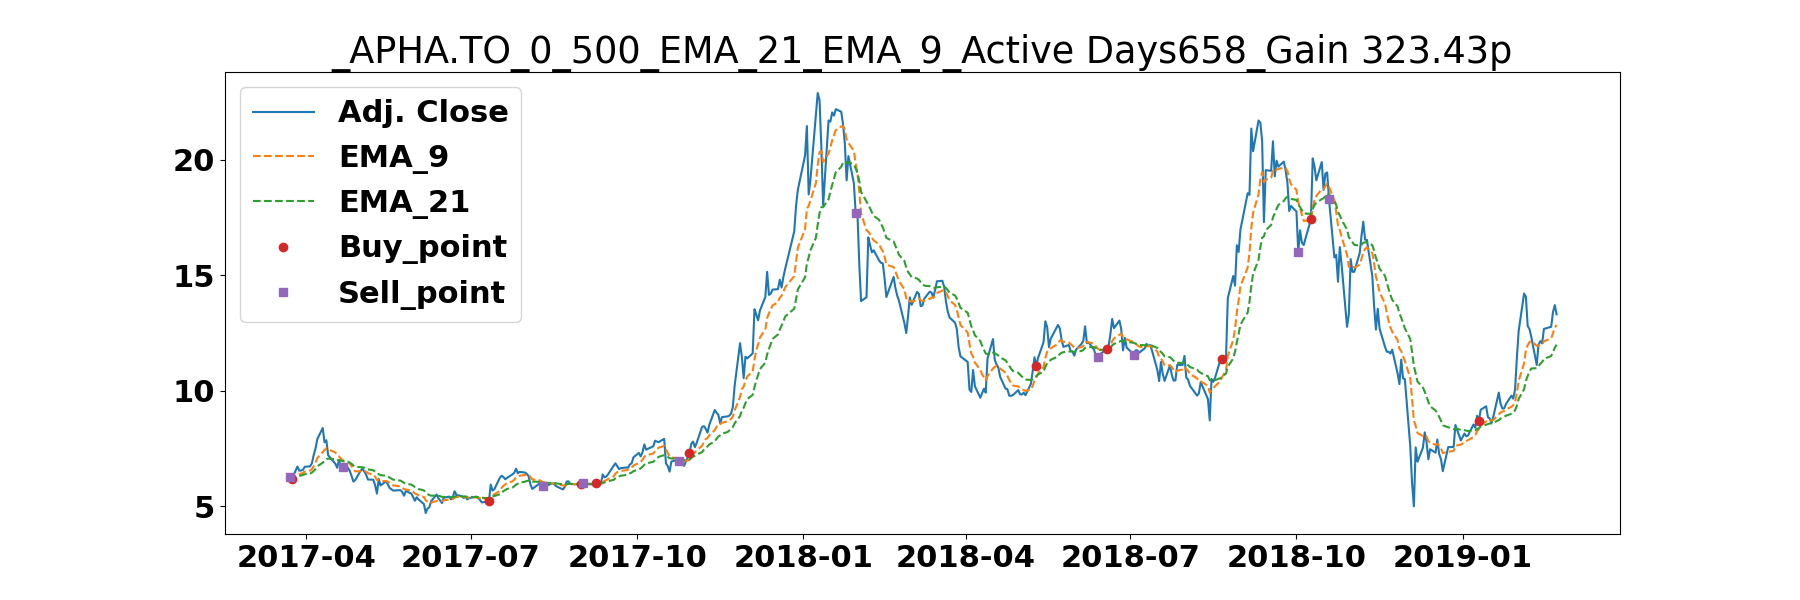 _APHA.TO_0_500_EMA_21_EMA_9_Active Days658_Gain 323.43p
Adj. Close
EMA_9
EMA_21
Buy_point
Sell_point
20
15
10
5
2017-04 2017-07 2017-10 2018-01 2018-04 2018-07 2018-10 2019-01